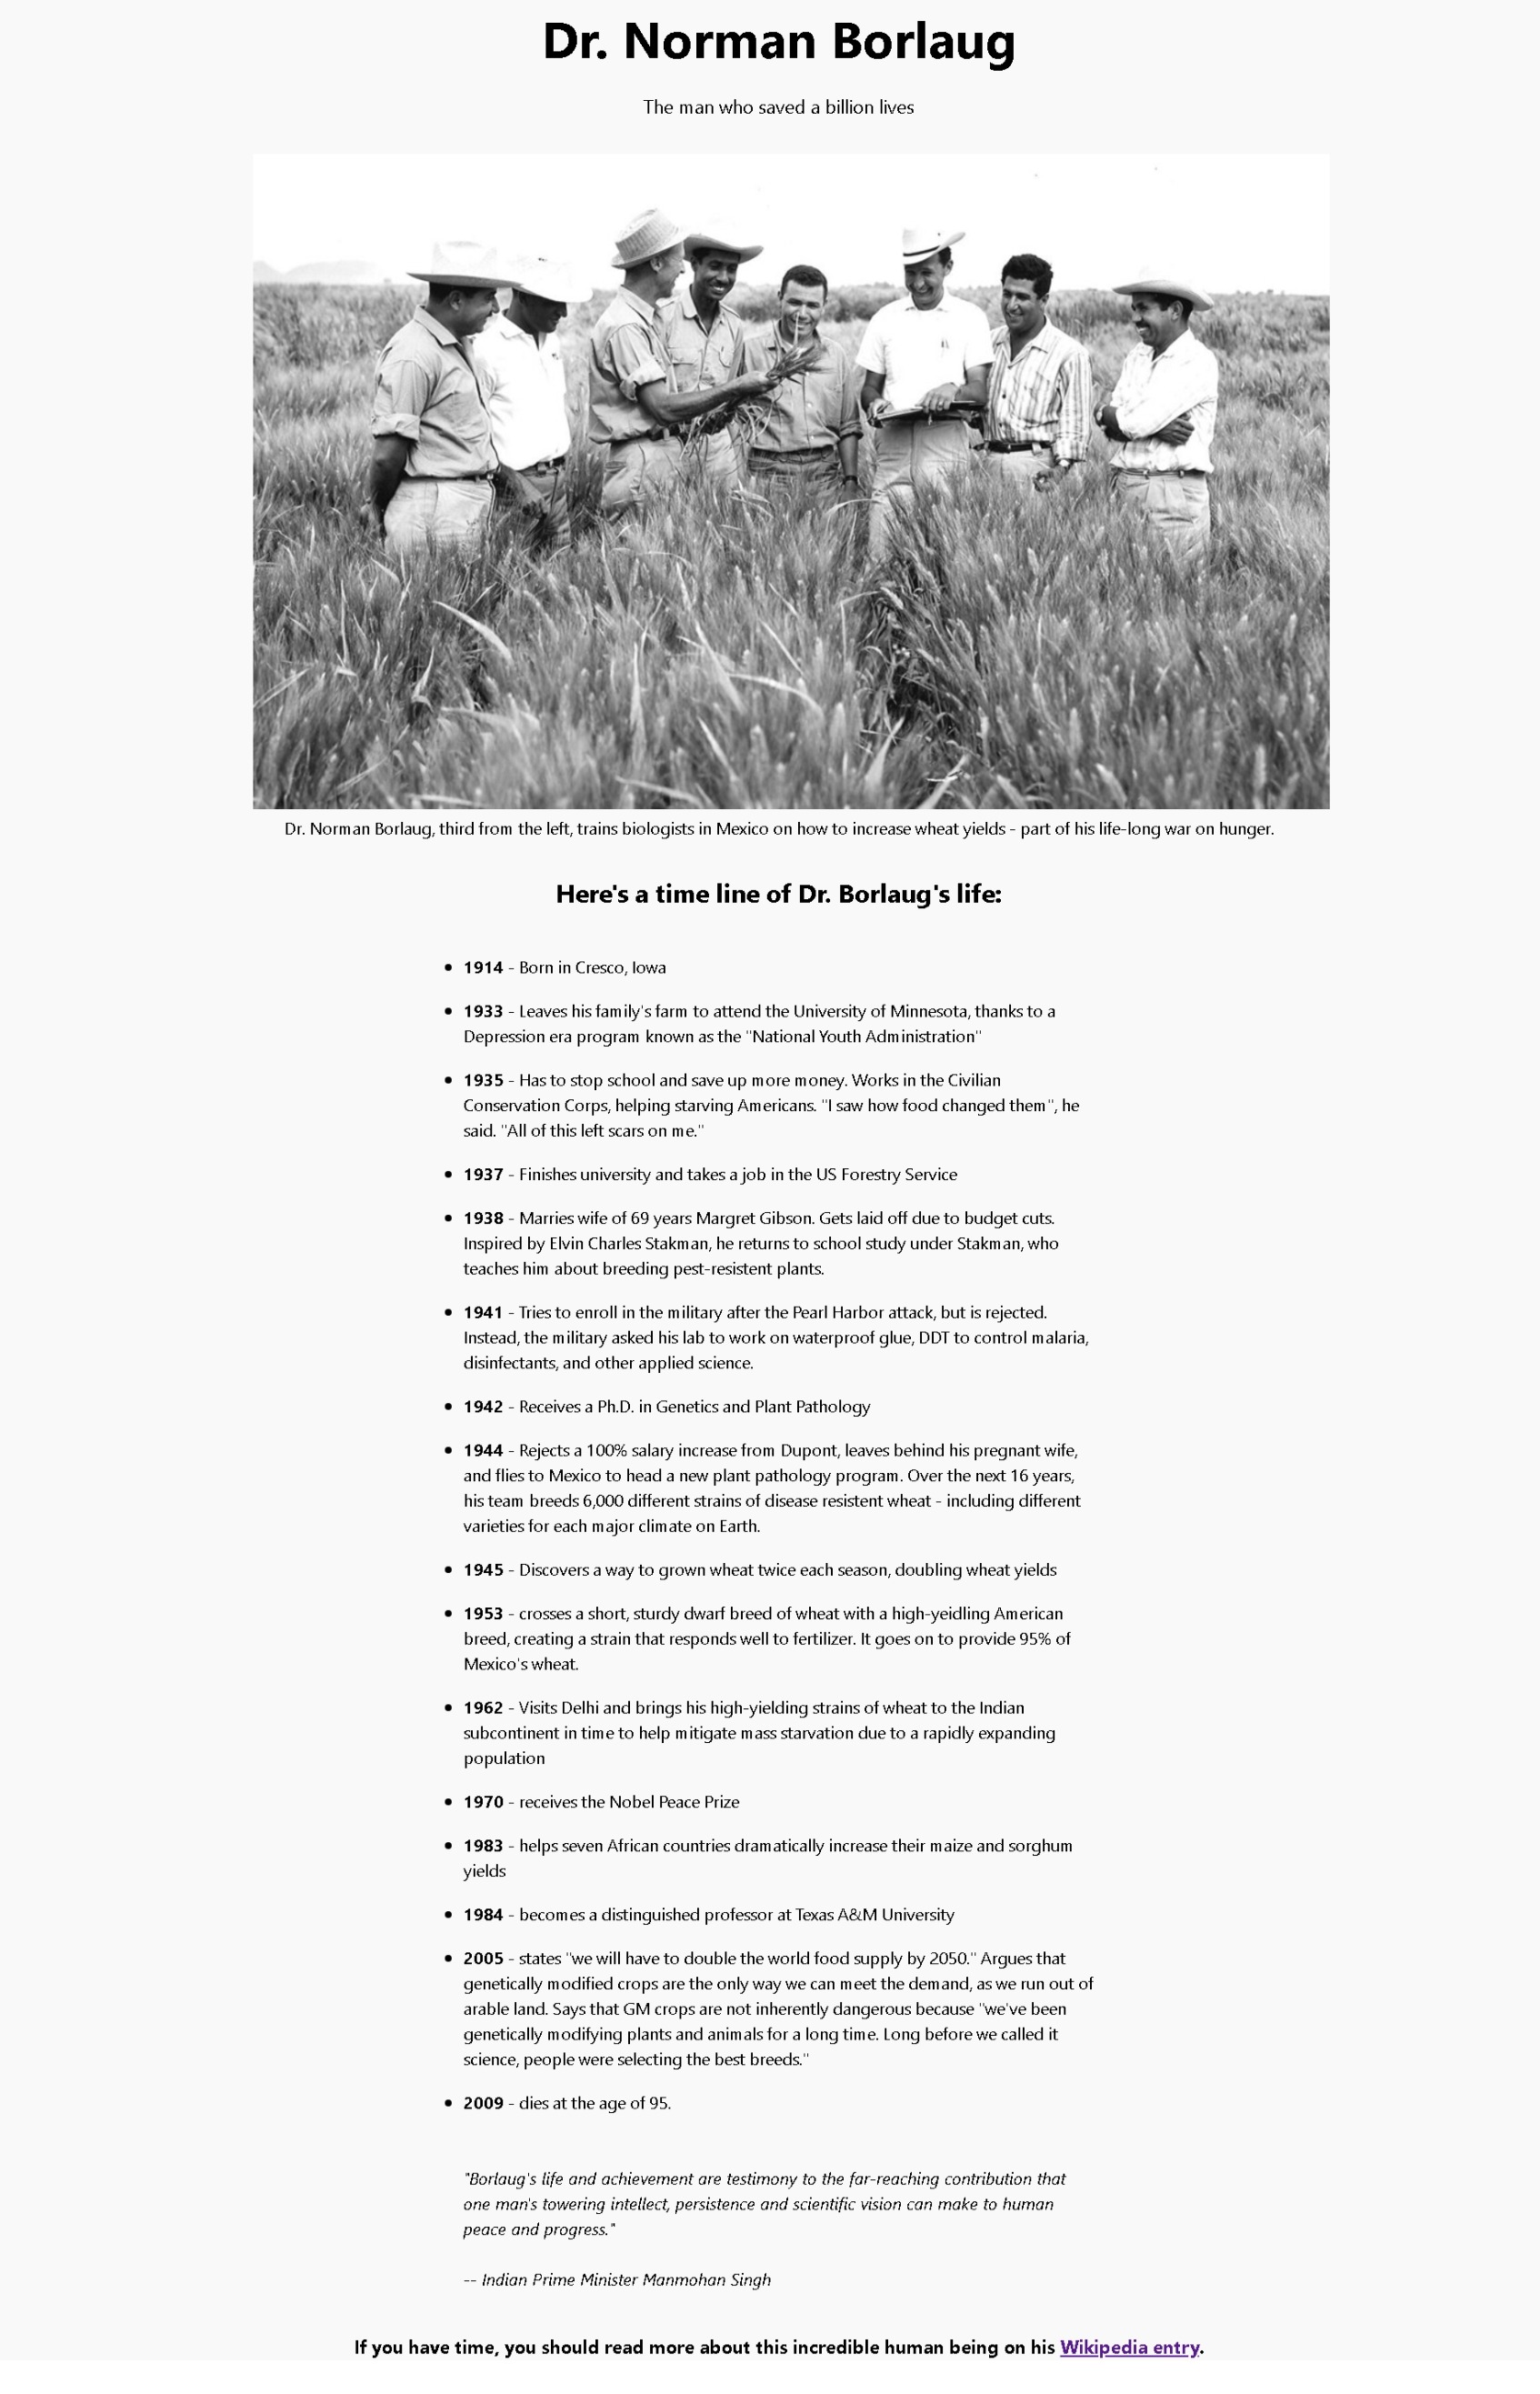 Dr. Norman Borlaug
The man who saved a billion lives
Dr. Norman Borlaug, third from the left, trains biologists in Mexico on how to increase wheat yields - part of his life-long war on hunger.
Here's a time line of Dr. Borlaug's life:
• 1914 - Born in Cresco, Iowa
• 1933 - Leaves his family's farm to attend the University of Minnesota, thanks to a
Depression era program known as the "National Youth Administration"
• 1935 - Has to stop school and save up more money. Works in the Civilian
Conservation Corps, helping starving Americans. "I saw how food changed them", he
said. "All of this left scars on me."
• 1937 - Finishes university and takes a job in the US Forestry Service
• 1938 - Marries wife of 69 years Margret Gibson. Gets laid off due to budget cuts.
Inspired by Elvin Charles Stakman, he returns to school study under Stakman, who
teaches him about breeding pest-resistent plants.
• 1941 - Tries to enroll in the military after the Pearl Harbor attack, but is rejected.
Instead, the military asked his lab to work on waterproof glue, DDT to control malaria,
disinfectants, and other applied science.
• 1942 - Receives a Ph.D. in Genetics and Plant Pathology
• 1944 - Rejects a 100% salary increase from Dupont, leaves behind his pregnant wife,
and flies to Mexico to head a new plant pathology program. Over the next 16 years,
his team breeds 6,000 different strains of disease resistent wheat - including different
varieties for each major climate on Earth.
• 1945 - Discovers a way to grown wheat twice each season, doubling wheat yields
• 1953 - crosses a short, sturdy dwarf breed of wheat with a high-yeidling American
breed, creating a strain that responds well to fertilizer. It goes on to provide 95% of
Mexico's wheat.
• 1962 - Visits Delhi and brings his high-yielding strains of wheat to the Indian
subcontinent in time to help mitigate mass starvation due to a rapidly expanding
population
• 1970 - receives the Nobel Peace Prize
• 1983 - helps seven African countries dramatically increase their maize and sorghum
yields
• 1984 - becomes a distinguished professor at Texas A&M University
• 2005 - states "we will have to double the world food supply by 2050." Argues that
genetically modified crops are the only way we can meet the demand, as we run out of
arable land. Says that GM crops are not inherently dangerous because "we've been
genetically modifying plants and animals for a long time. Long before we called it
science, people were selecting the best breeds."
• 2009 - dies at the age of 95.
"Borlaug's life and achievement are testimony to the far-reaching contribution that
one man's towering intellect, persistence and scientific vision can make to human
peace and progress."
-- Indian Prime Minister Manmohan Singh
If you have time, you should read more about this incredible human being on his Wikipedia entry.